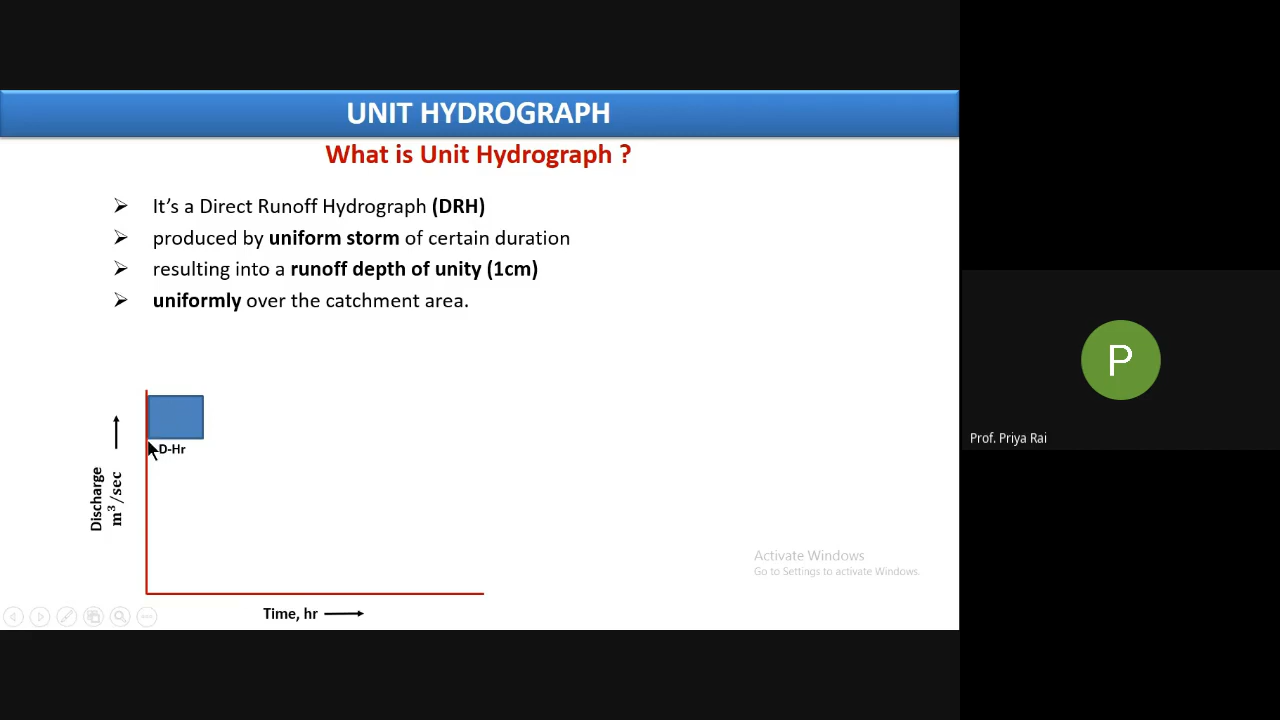 UNIT HYDROGRAPH
What is Unit Hydrograph ?
It's a Direct Runoff Hydrograph (DRH)
produced by uniform storm of certain duration
resulting into a runoff depth of unity (1cm)
uniformly over the catchment area.
D-Hr
Discharge
m³/sec
Time, hr
Activate Windows
Go to Settings to activate Windows.
P
Prof. Priya Rai